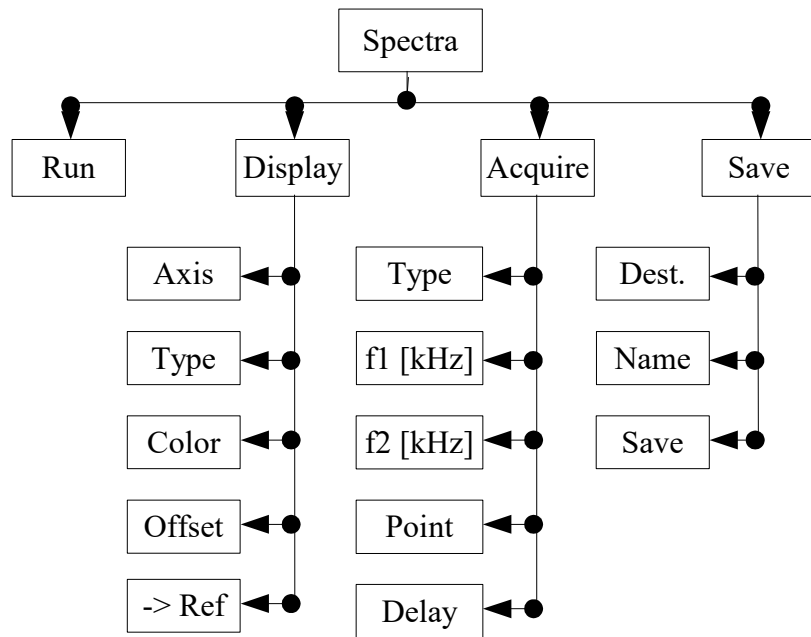 Spectra
Run
Display
Acquire
Save
Axis
Type
Color
Offset
-> Ref
Type
f1 [kHz]
f2 [kHz]
Point
Delay
Dest.
Name
Save